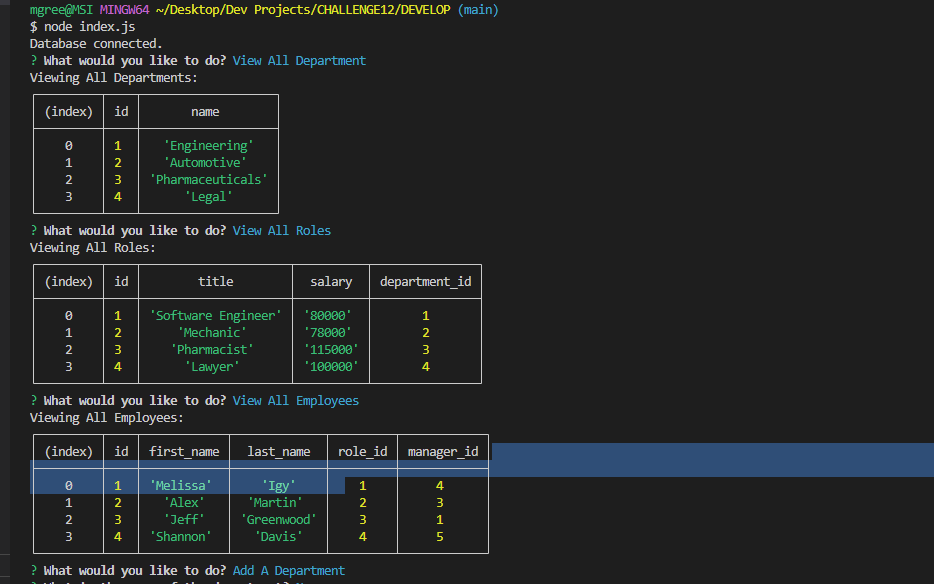 mgree@MSI MINGW64 ~/Desktop/Dev Projects/CHALLENGE12/DEVELOP (main)
$ node index.js
Database connected.
? What would you like to do? View All Department
Viewing All Departments:
(index) id name
0 1 'Engineering'
1 2 'Automotive'
2 3 'Pharmaceuticals'
3 4 'Legal'
? What would you like to do? View All Roles
Viewing All Roles:
(index) id title salary department_id
0 1 'Software Engineer' '80000' 1
1 2 'Mechanic' '78000' 2
2 3 'Pharmacist' '115000' 3
3 4 'Lawyer' '100000' 4
? What would you like to do? View All Employees
Viewing All Employees:
(index) id first_name last_name role_id manager_id
0 1 'Melissa' 'Igy' 1 4
1 2 'Alex' 'Martin' 2 3
2 3 'Jeff' 'Greenwood' 3 1
3 4 'Shannon' 'Davis' 4 5
? What would you like to do? Add A Department